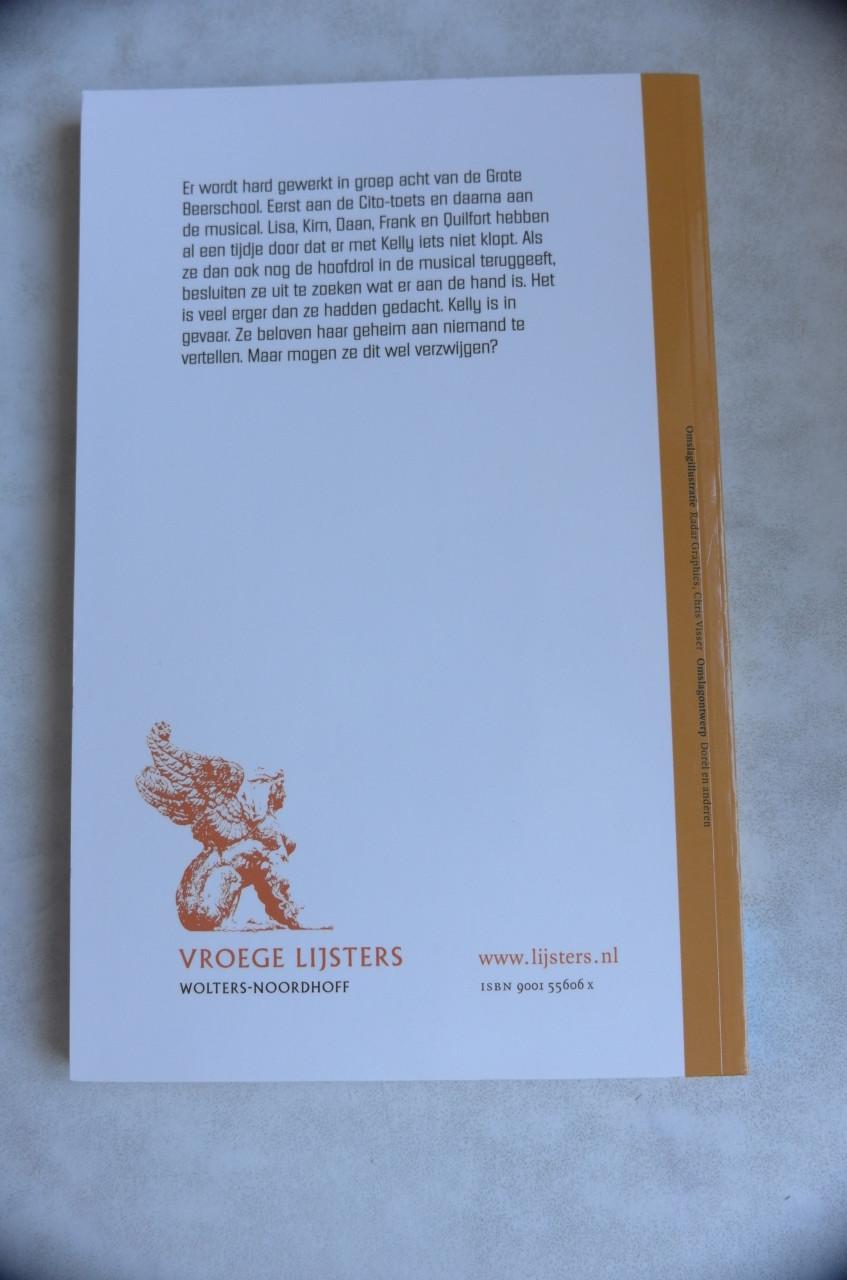 Er wordt hard gewerkt in groep acht van de Grote
Beerschool. Eerst aan de Cito-toets en daarna aan
de musical. Lisa, Kim, Daan, Frank en Quilfort hebben
al een tijdje door dat er met Kelly iets niet klopt. Als
ze dan ook nog de hoofdrol in de musical teruggeeft,
besluiten ze uit te zoeken wat er aan de hand is. Het
is veel erger dan ze hadden gedacht. Kelly is in
gevaar. Ze beloven haar geheim aan niemand te
vertellen. Maar mogen ze dit wel verzwijgen?
Omslagillustratie Radar Graphics, Chris Visser Omslagontwerp Dorèl en anderen
VROEGE LIJSTERS
WOLTERS-NOORDHOFF
www.lijsters.nl
ISBN 9001 55606 x